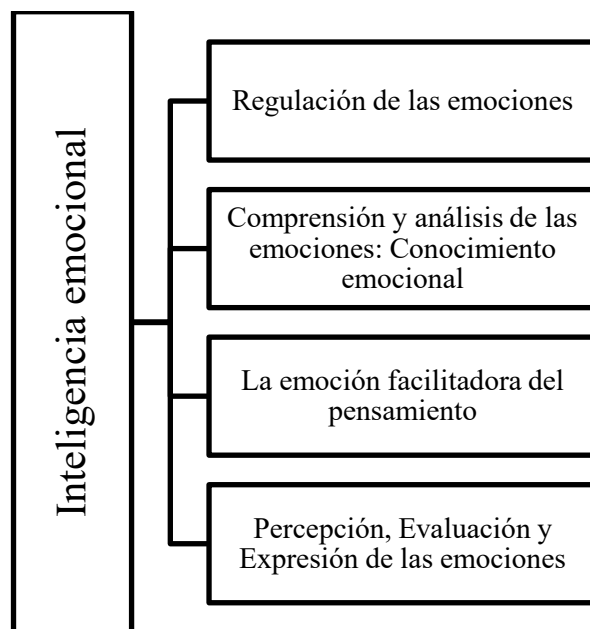 Inteligencia emocional
Regulación de las emociones
Comprensión y análisis de las
emociones: Conocimiento
emocional
La emoción facilitadora del
pensamiento
Percepción, Evaluación y
Expresión de las emociones